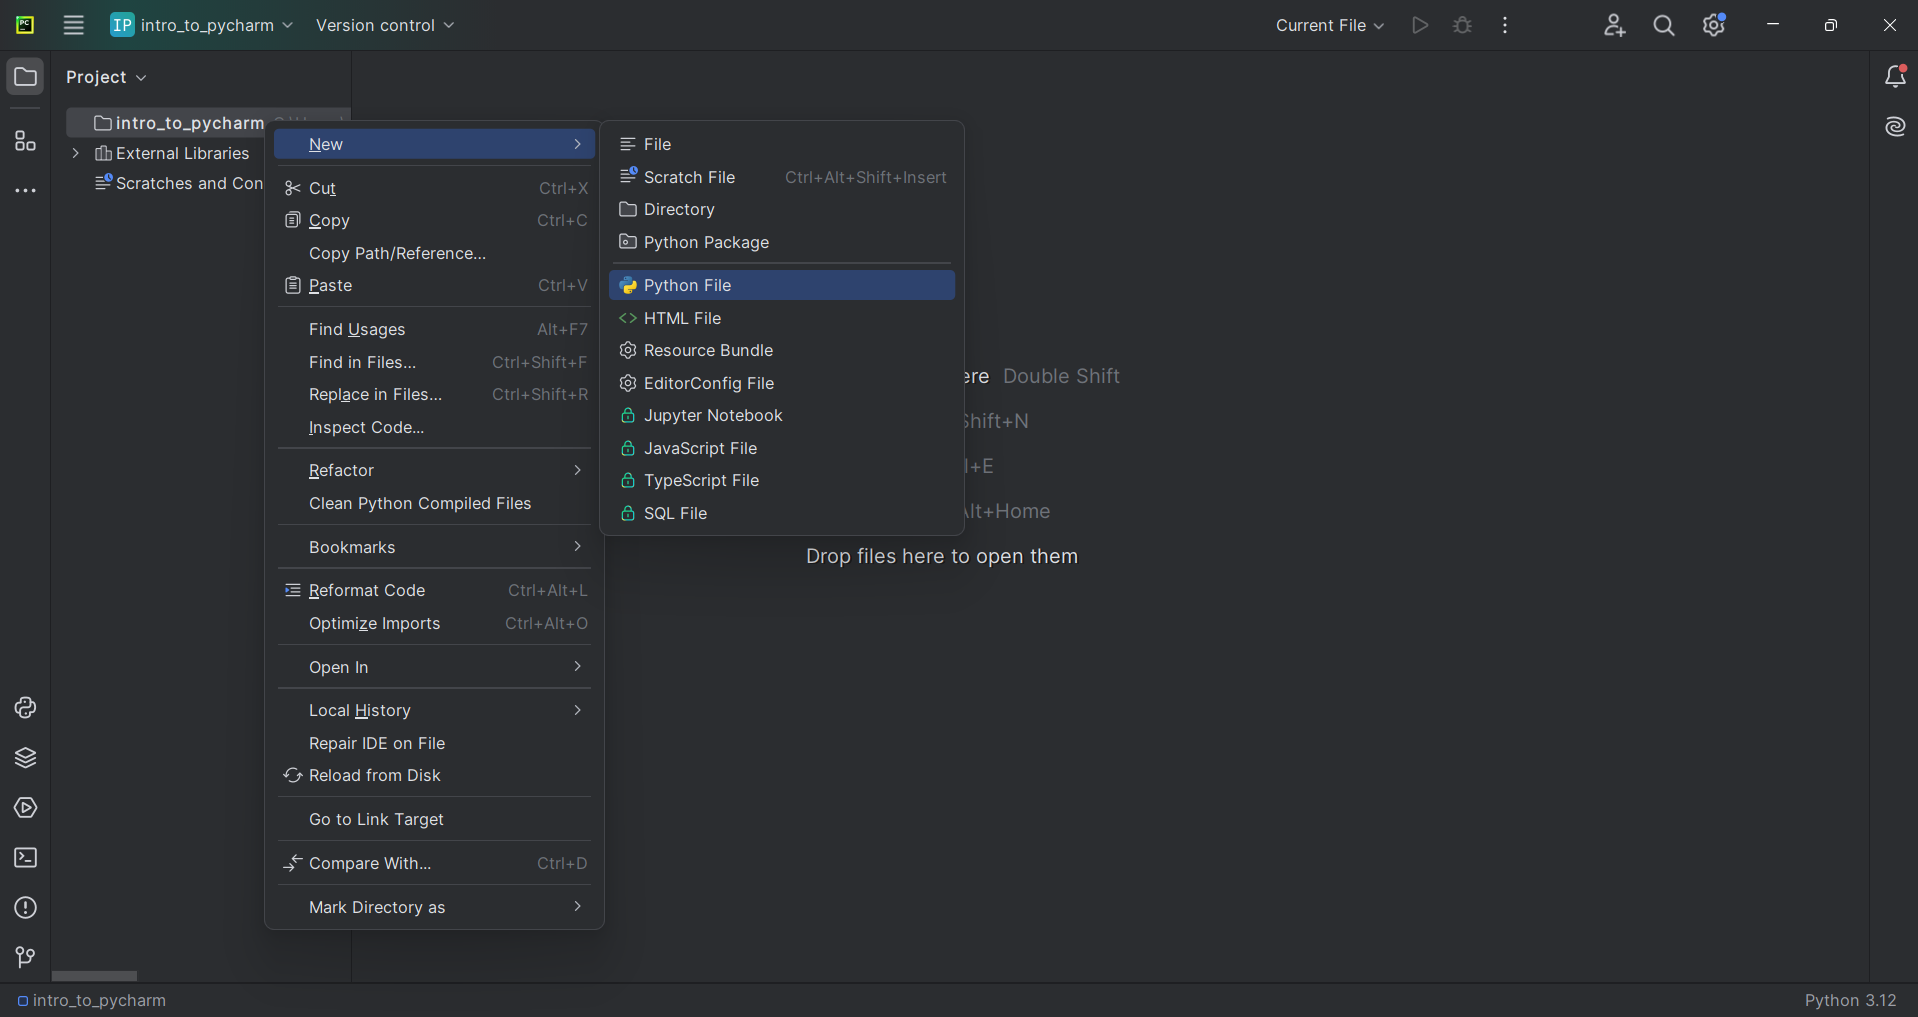 PC
IP intro_to_pycharm Version control Current File
Project
intro_to_pycharm
External Libraries
Scratches and Con
New
Cut Ctrl+X
Copy Ctrl+C
Copy Path/Reference...
Paste Ctrl+V
Find Usages Alt+F7
Find in Files... Ctrl+Shift+F
Replace in Files... Ctrl+Shift+R
Inspect Code...
Refactor
Clean Python Compiled Files
Bookmarks
Reformat Code Ctrl+Alt+L
Optimize Imports Ctrl+Alt+O
Open In
Local History
Repair IDE on File
Reload from Disk
Go to Link Target
Compare With... Ctrl+D
Mark Directory as
File
Scratch File Ctrl+Alt+Shift+Insert
Directory
Python Package
Python File
HTML File
Resource Bundle
EditorConfig File
Jupyter Notebook
JavaScript File
TypeScript File
SQL File
ere Double Shift
Shift+N
l+E
Alt+Home
Drop files here to open them
intro_to_pycharm Python 3.12